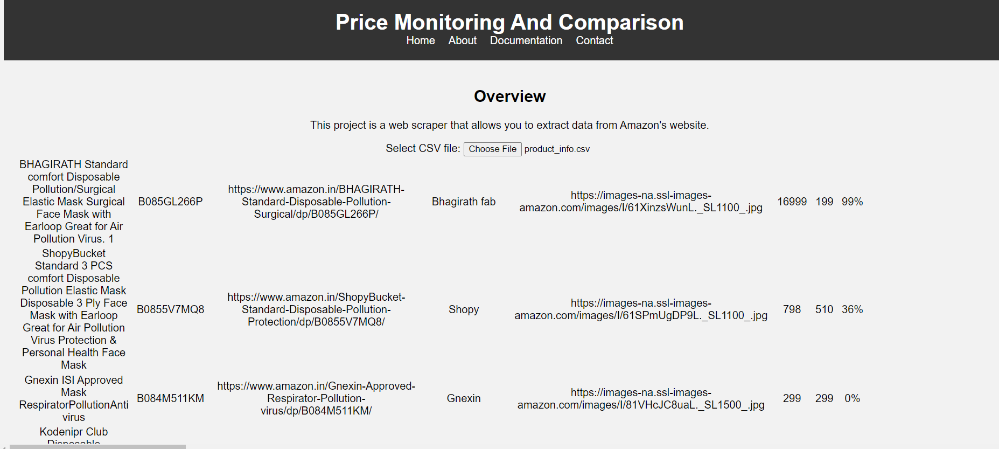 Price Monitoring And Comparison
Home About Documentation Contact
Overview
This project is a web scraper that allows you to extract data from Amazon's website.
Select CSV file: Choose File product_info.csv
BHAGIRATH Standard
comfort Disposable
Pollution/Surgical
Elastic Mask Surgical
Face Mask with
Earloop Great for Air
Pollution Virus. 1
B085GL266P
https://www.amazon.in/BHAGIRATH-
Standard-Disposable-Pollution-
Surgical/dp/B085GL266P/
Bhagirath fab
https://images-na.ssl-images-
amazon.com/images/I/61XinzsWunL._SL1100_.jpg
16999 199 99%
ShopyBucket
Standard 3 PCS
comfort Disposable
Pollution Elastic Mask
Disposable 3 Ply Face
Mask with Earloop
Great for Air Pollution
Virus Protection &
Personal Health Face
Mask
B0855V7MQ8
https://www.amazon.in/ShopyBucket-
Standard-Disposable-Pollution-
Protection/dp/B0855V7MQ8/
Shopy
https://images-na.ssl-images-
amazon.com/images/I/61SPmUgDP9L._SL1100_.jpg
798 510 36%
Gnexin ISI Approved
Mask
RespiratorPollutionAnti
virus
B084M511KM
https://www.amazon.in/Gnexin-Approved-
Respirator-Pollution-
virus/dp/B084M511KM/
Gnexin
https://images-na.ssl-images-
amazon.com/images/I/81VHcJC8uaL._SL1500_.jpg
299 299 0%
Kodenipr Club
Disposable